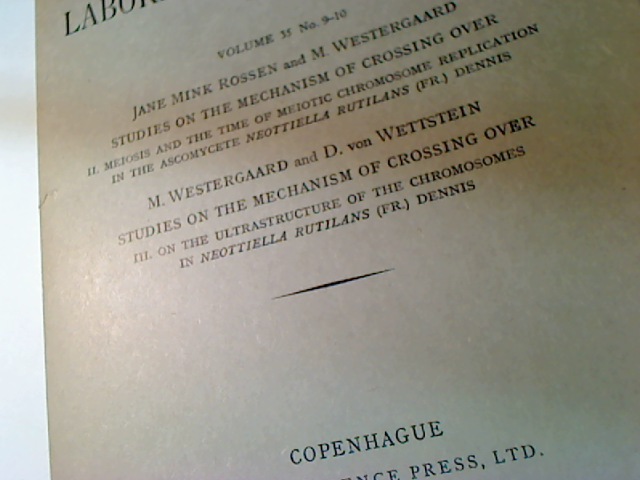 VOLUME 35 No. 9-10
JANE MINK ROSSEN and M. WESTERGAARD
STUDIES ON THE MECHANISM OF CROSSING OVER
II. MEIOSIS AND THE TIME OF MEIOTIC CHROMOSOME REPLICATION
IN THE ASCOMYCETE NEOTTIELLA RUTILANS (FR.) DENNIS
M. WESTERGAARD and D. von WETTSTEIN
STUDIES ON THE MECHANISM OF CROSSING OVER
III. ON THE ULTRASTRUCTURE OF THE CHROMOSOMES
IN NEOTTIELLA RUTILANS (FR.) DENNIS
COPENHAGUE
PRESS, LTD.